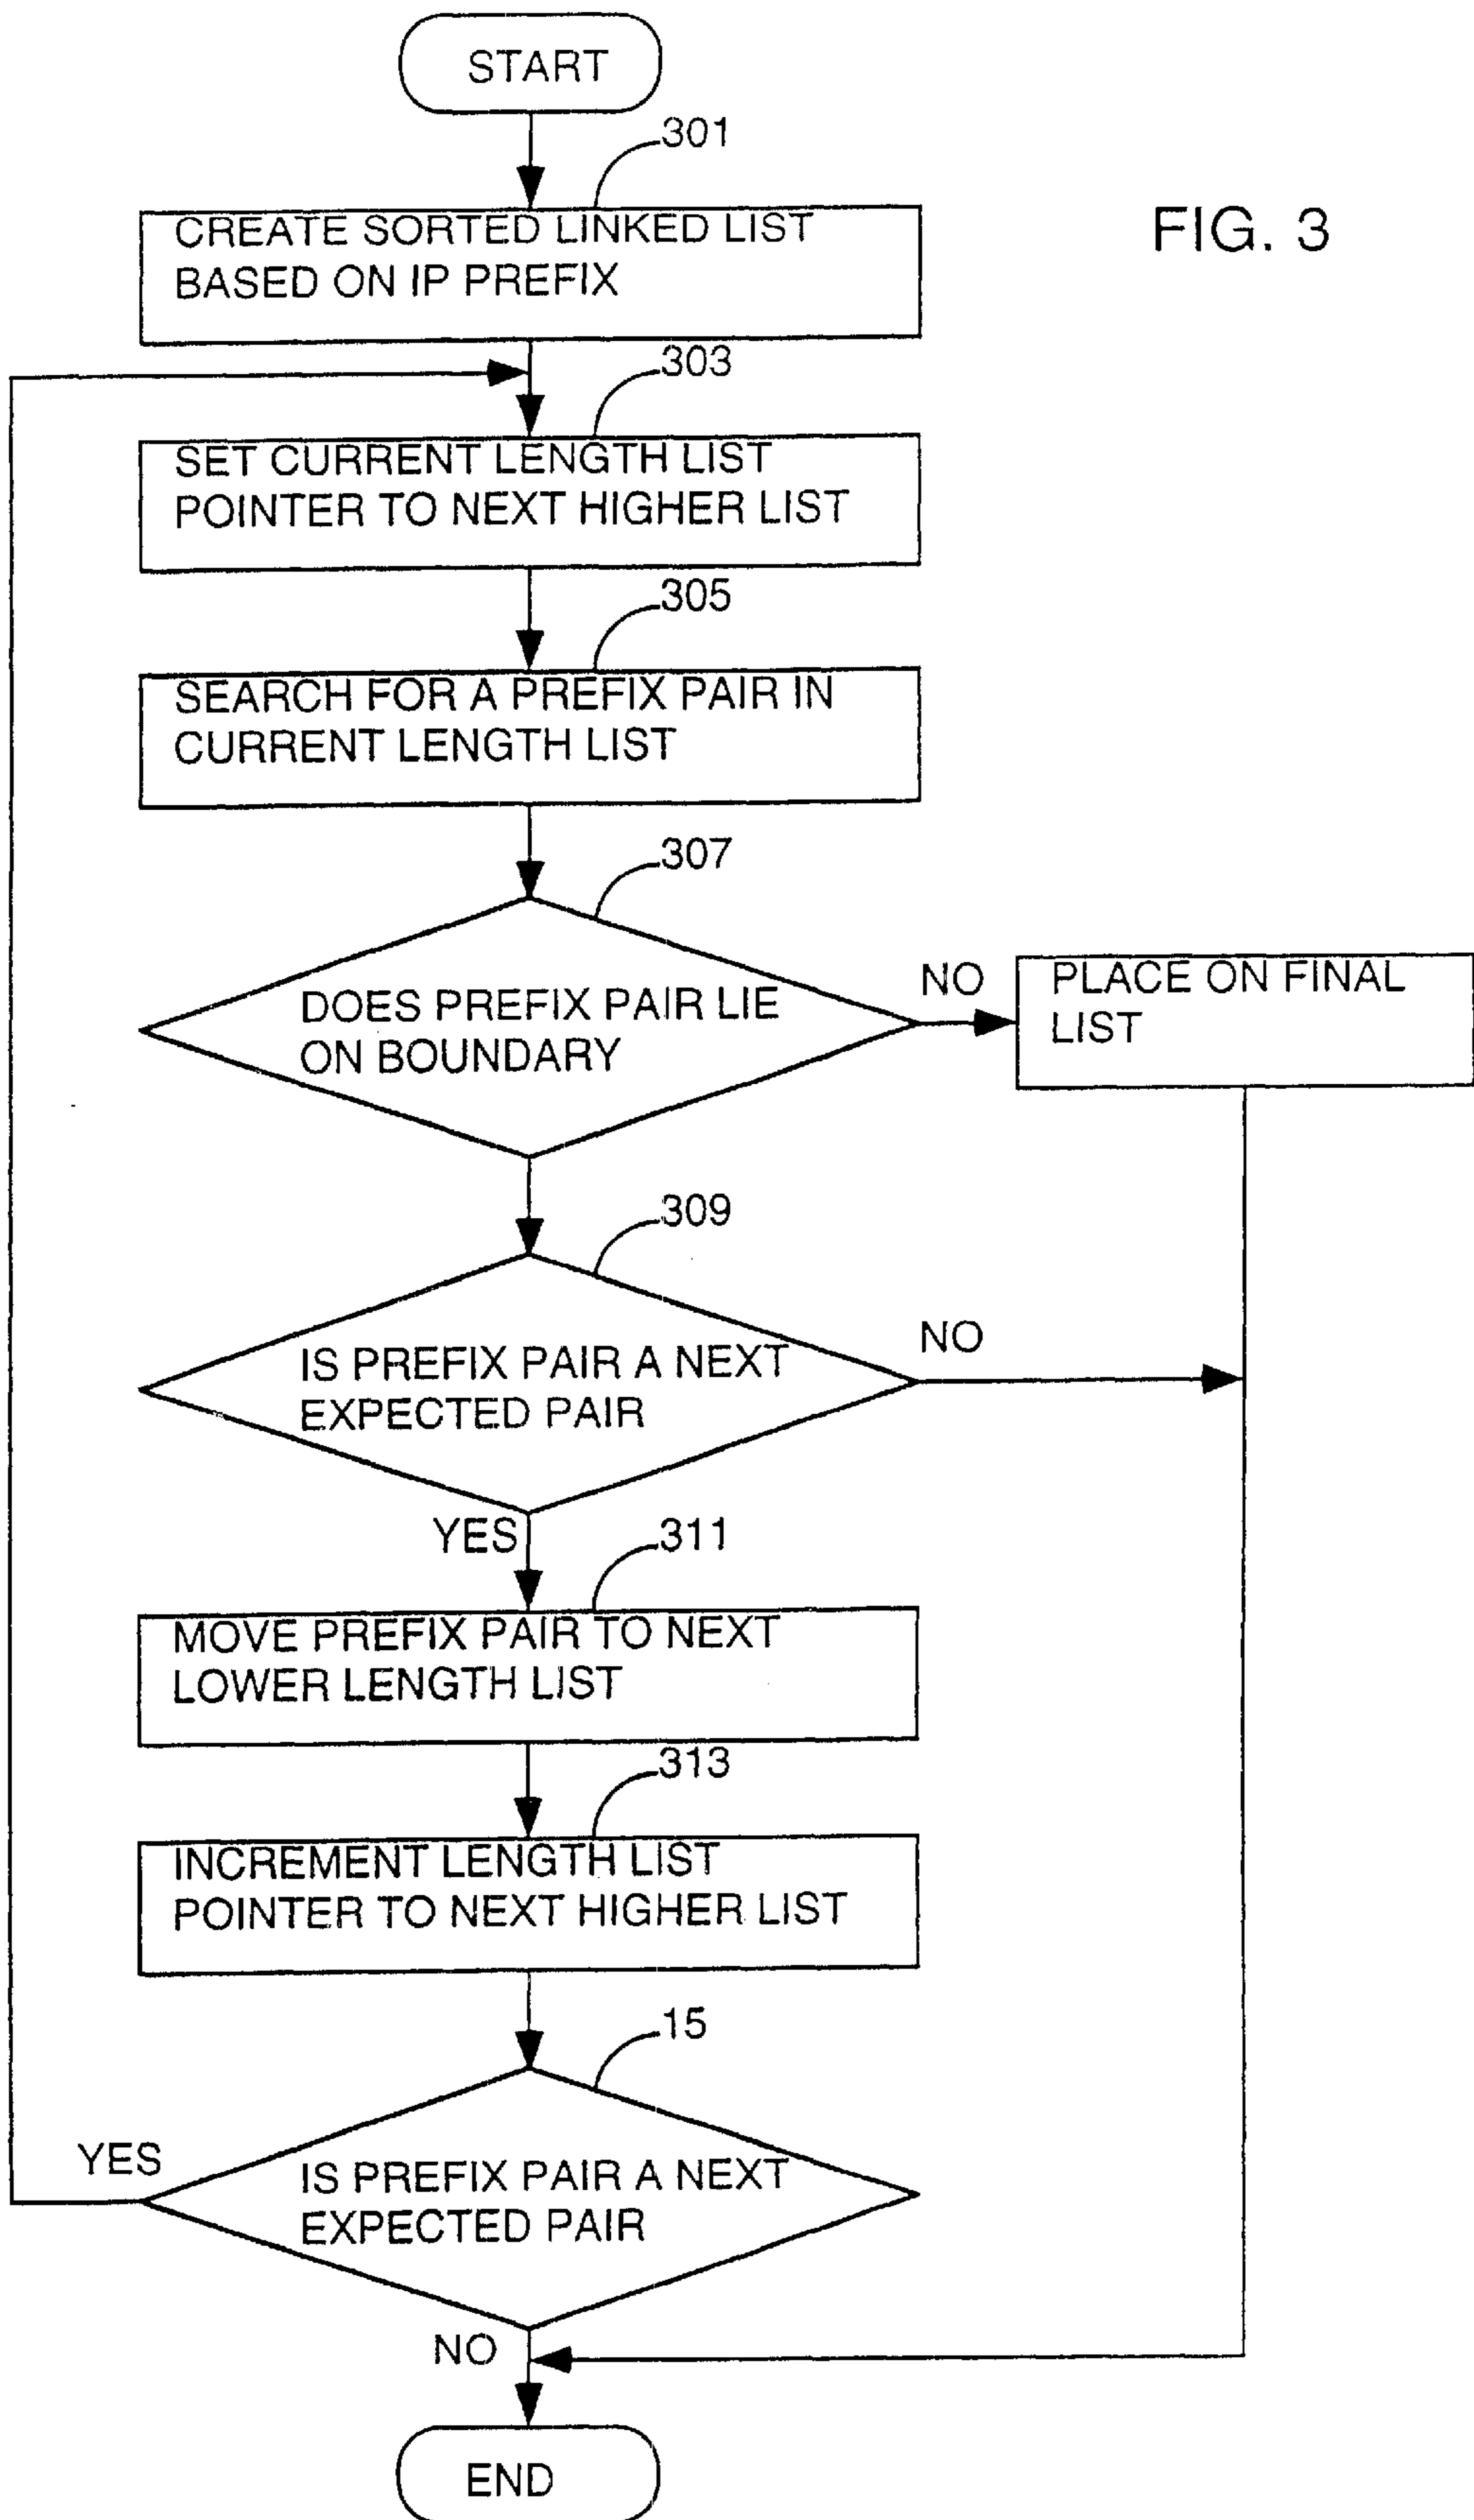 START
301
CREATE SORTED LINKED LIST
BASED ON IP PREFIX
FIG. 3
303
SET CURRENT LENGTH LIST
POINTER TO NEXT HIGHER LIST
305
SEARCH FOR A PREFIX PAIR IN
CURRENT LENGTH LIST
307
DOES PREFIX PAIR LIE
ON BOUNDARY
NO
PLACE ON FINAL
LIST
309
IS PREFIX PAIR A NEXT
EXPECTED PAIR
NO
YES
311
MOVE PREFIX PAIR TO NEXT
LOWER LENGTH LIST
313
INCREMENT LENGTH LIST
POINTER TO NEXT HIGHER LIST
15
YES
IS PREFIX PAIR A NEXT
EXPECTED PAIR
NO
END